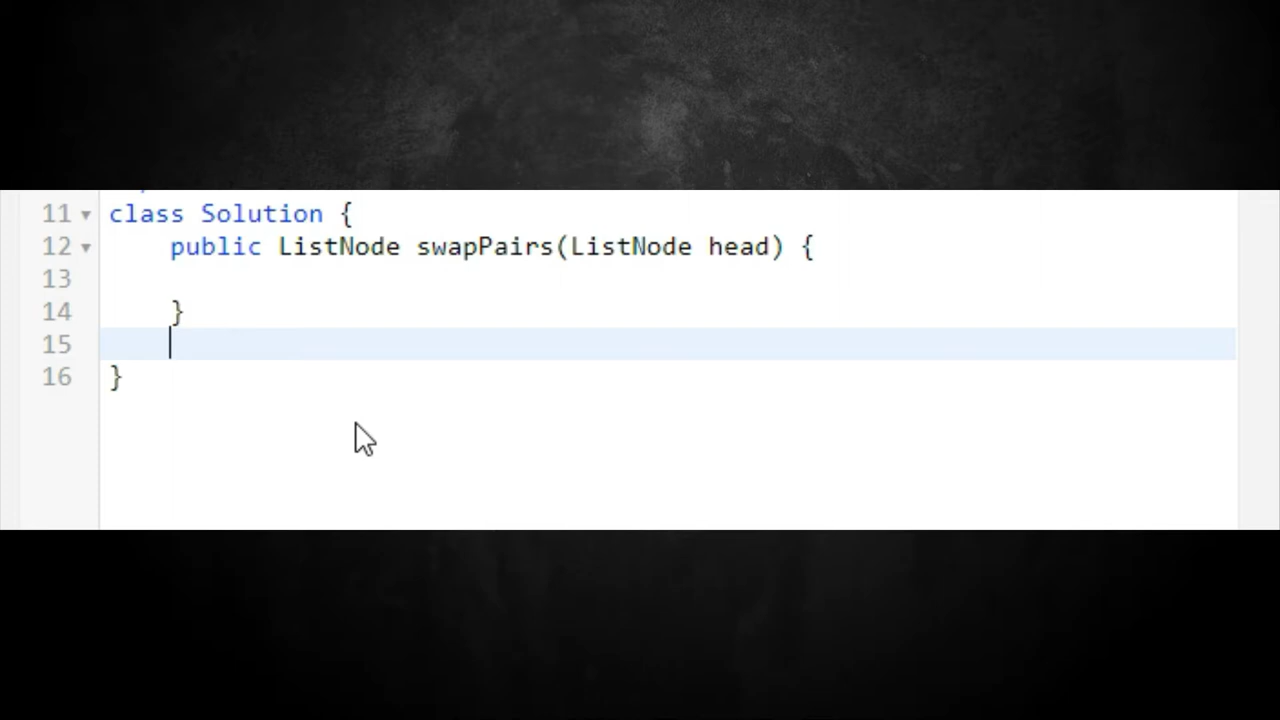 11 class Solution {
12 public ListNode swapPairs(ListNode head) {
13
14 }
15
16 }